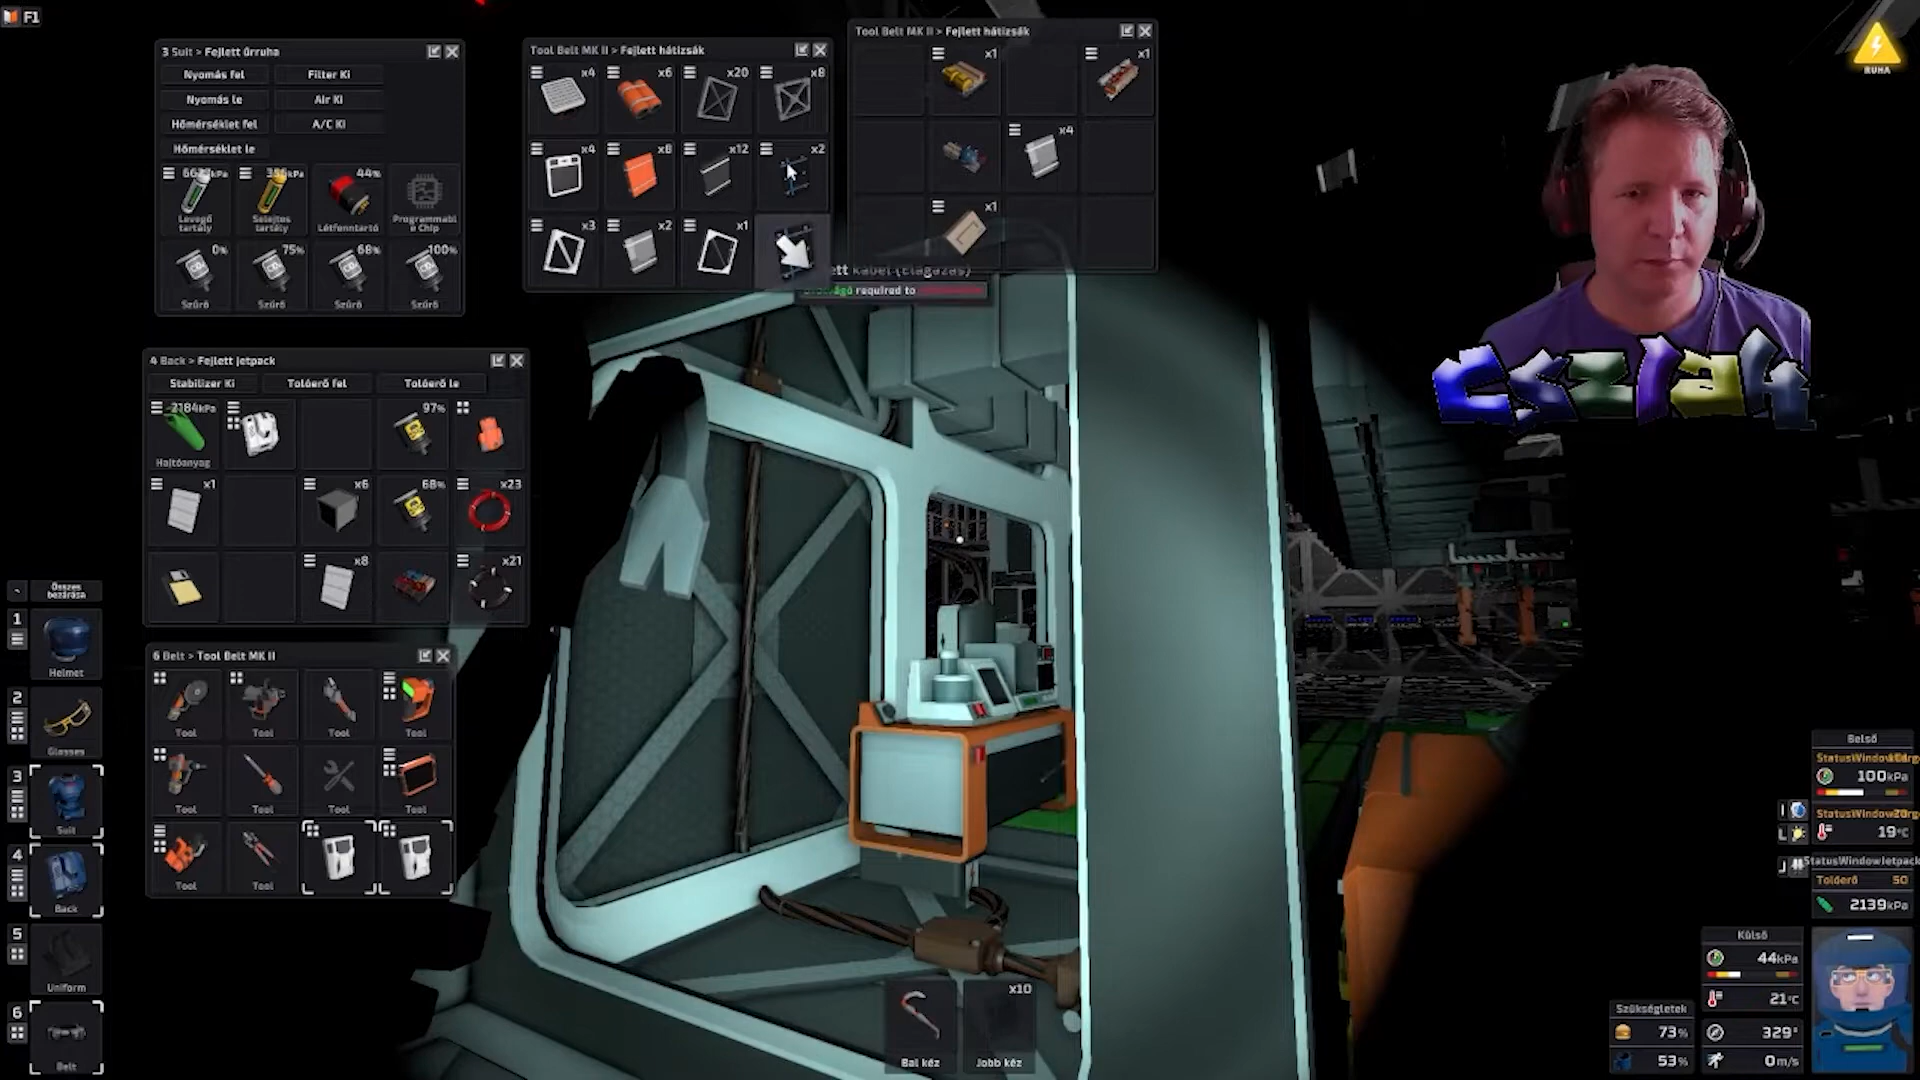 F1
3 Suit > Fejlett űrruha
Nyomás fel
Filter Ki
Nyomás le
Air Ki
Hőmérséklet fel
A/C Ki
Hőmérséklet le
44%
Levegő tartály
Selejtos tartály
Létfenntartó
Programmabl e Chip
0%
75%
68%
100%
Szűrő
Szűrő
Szűrő
Szűrő
Tool Belt MK II > Fejlett hátizsák
x4
x6
x20
x8
x4
x8
x12
x2
x3
x2
x1
Tool Belt MK II > Fejlett hátizsák
x1
x1
x4
x1
required to
RUHA
Cszlak
4 Back > Fejlett Jetpack
Stabilizer Ki
Tolóerő fel
Tolóerő le
2184kPa
97%
Hajtóanyag
x1
x6
68%
x23
x8
x21
6 Belt > Tool Belt MK II
Tool
Tool
Tool
Tool
Tool
Tool
Tool
Tool
Tool
Tool
Összes bezárása
1
Helmet
2
Glasses
3
Suit
4
Back
5
Uniform
6
Belt
x10
Bal kéz
Jobb kéz
Belső
100kPa
19°C
StatusWindowJetpack
Tolóerő 50
2139kPa
Külső
44kPa
21°C
Szükségletek
73%
329°
53%
0m/s